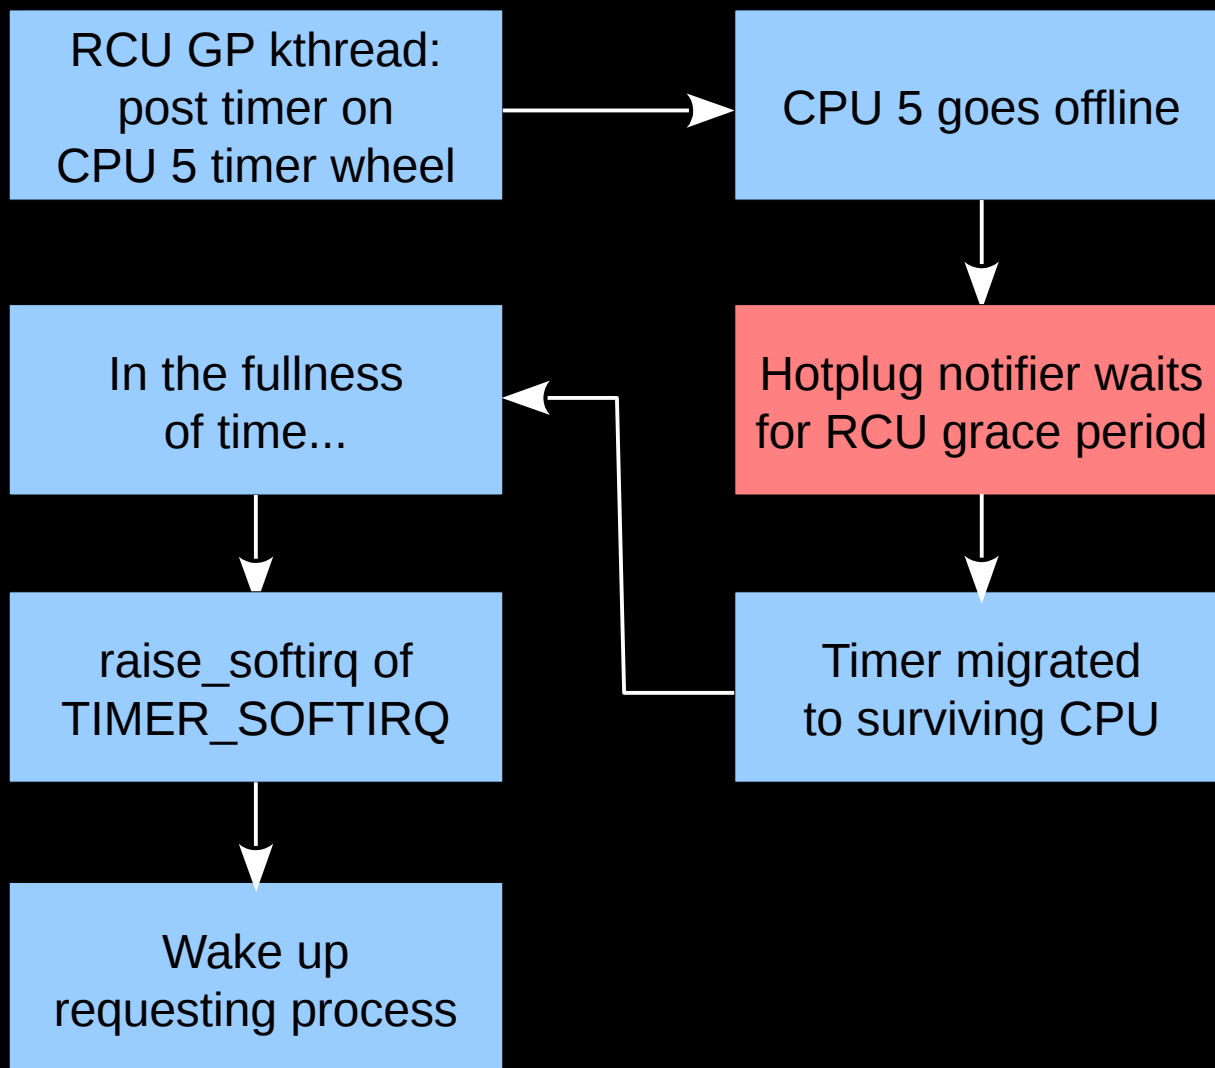 RCU GP kthread:
post timer on
CPU 5 timer wheel
CPU 5 goes offline
Hotplug notifier waits
for RCU grace period
Timer migrated
to surviving CPU
In the fullness
of time...
raise_softirq of
TIMER_SOFTIRQ
Wake up
requesting process